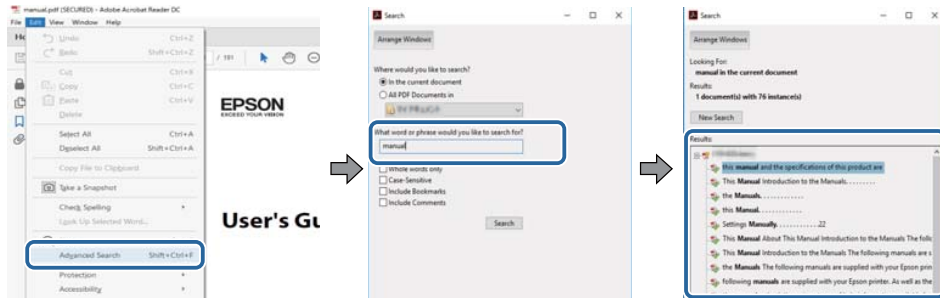 manual.pdf (SECURED) - Adobe Acrobat Reader DC
File Edit View Window Help
Undo Ctrl+Z
Redo Shift+Ctrl+Z
Cut Ctrl+X
Copy Ctrl+C
Paste Ctrl+V
Delete
Select All Ctrl+A
Deselect All Shift+Ctrl+A
Copy File to Clipboard
Take a Snapshot
Check Spelling
Look Up Selected Word...
Advanced Search Shift+Ctrl+F
Protection
Accessibility
/ 191
EPSON
EXCEED YOUR VISION
User's Gu
Search
Arrange Windows
Where would you like to search?
In the current document
All PDF Documents in
What word or phrase would you like to search for?
manual
Whole words only
Case-Sensitive
Include Bookmarks
Include Comments
Search
Search
Arrange Windows
Looking For:
manual in the current document
Results:
1 document(s) with 76 instance(s)
New Search
Results:
this manual and the specifications of this product are
This Manual Introduction to the Manuals.........
the Manuals.............
this Manual.............
Settings Manually.............22
This Manual About This Manual Introduction to the Manuals The follo
This Manual Introduction to the Manuals The following manuals are s
the Manuals The following manuals are supplied with your Epson prin
following manuals are supplied with your Epson printer. As well as the